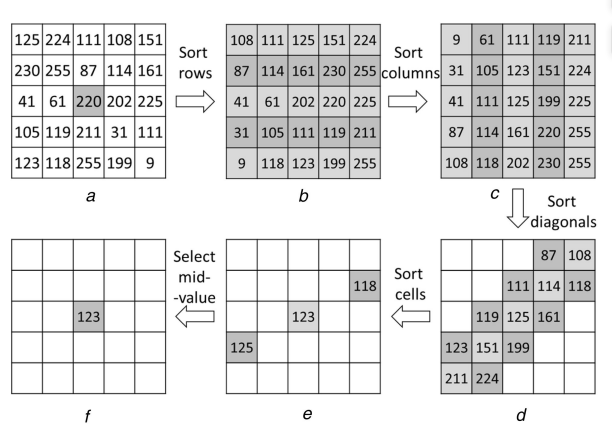 125 224 111 108 151
230 255 87 114 161
41 61 220 202 225
105 119 211 31 111
123 118 255 199 9
a
Sort
rows
108 111 125 151 224
87 114 161 230 255
41 61 202 220 225
31 105 111 119 211
9 118 123 199 255
b
Sort
columns
9 61 111 119 211
31 105 123 151 224
41 111 125 199 225
87 114 161 220 255
108 118 202 230 255
c
Sort
diagonals
87 108
111 114 118
119 125 161
123 151 199
211 224
d
Sort
cells
118
123
125
e
Select
mid-
-value
123
f